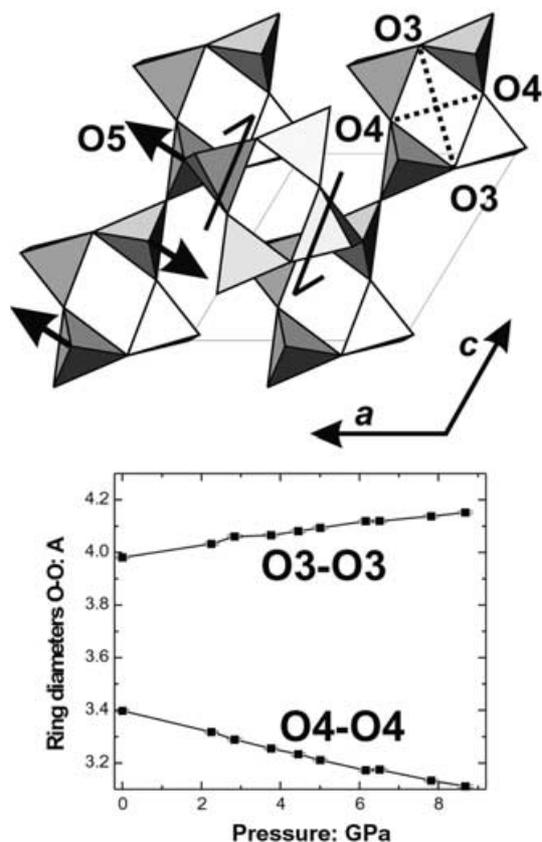 O3
O4
O5
O4
O3
c
a
4.2
4.0
3.8
3.6
3.4
3.2
O3-O3
O4-O4
Ring diameters O-O: A
0 2 4 6 8
Pressure: GPa